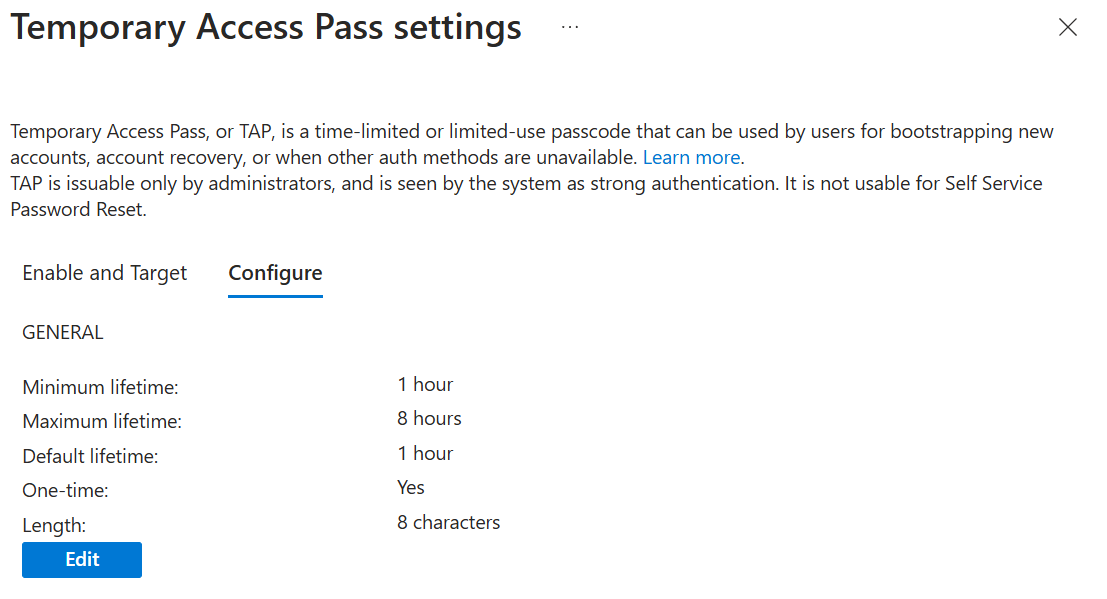 Temporary Access Pass settings ...
Temporary Access Pass, or TAP, is a time-limited or limited-use passcode that can be used by users for bootstrapping new
accounts, account recovery, or when other auth methods are unavailable. Learn more.
TAP is issuable only by administrators, and is seen by the system as strong authentication. It is not usable for Self Service
Password Reset.
Enable and Target Configure
GENERAL
Minimum lifetime: 1 hour
Maximum lifetime: 8 hours
Default lifetime: 1 hour
One-time: Yes
Length: 8 characters
Edit